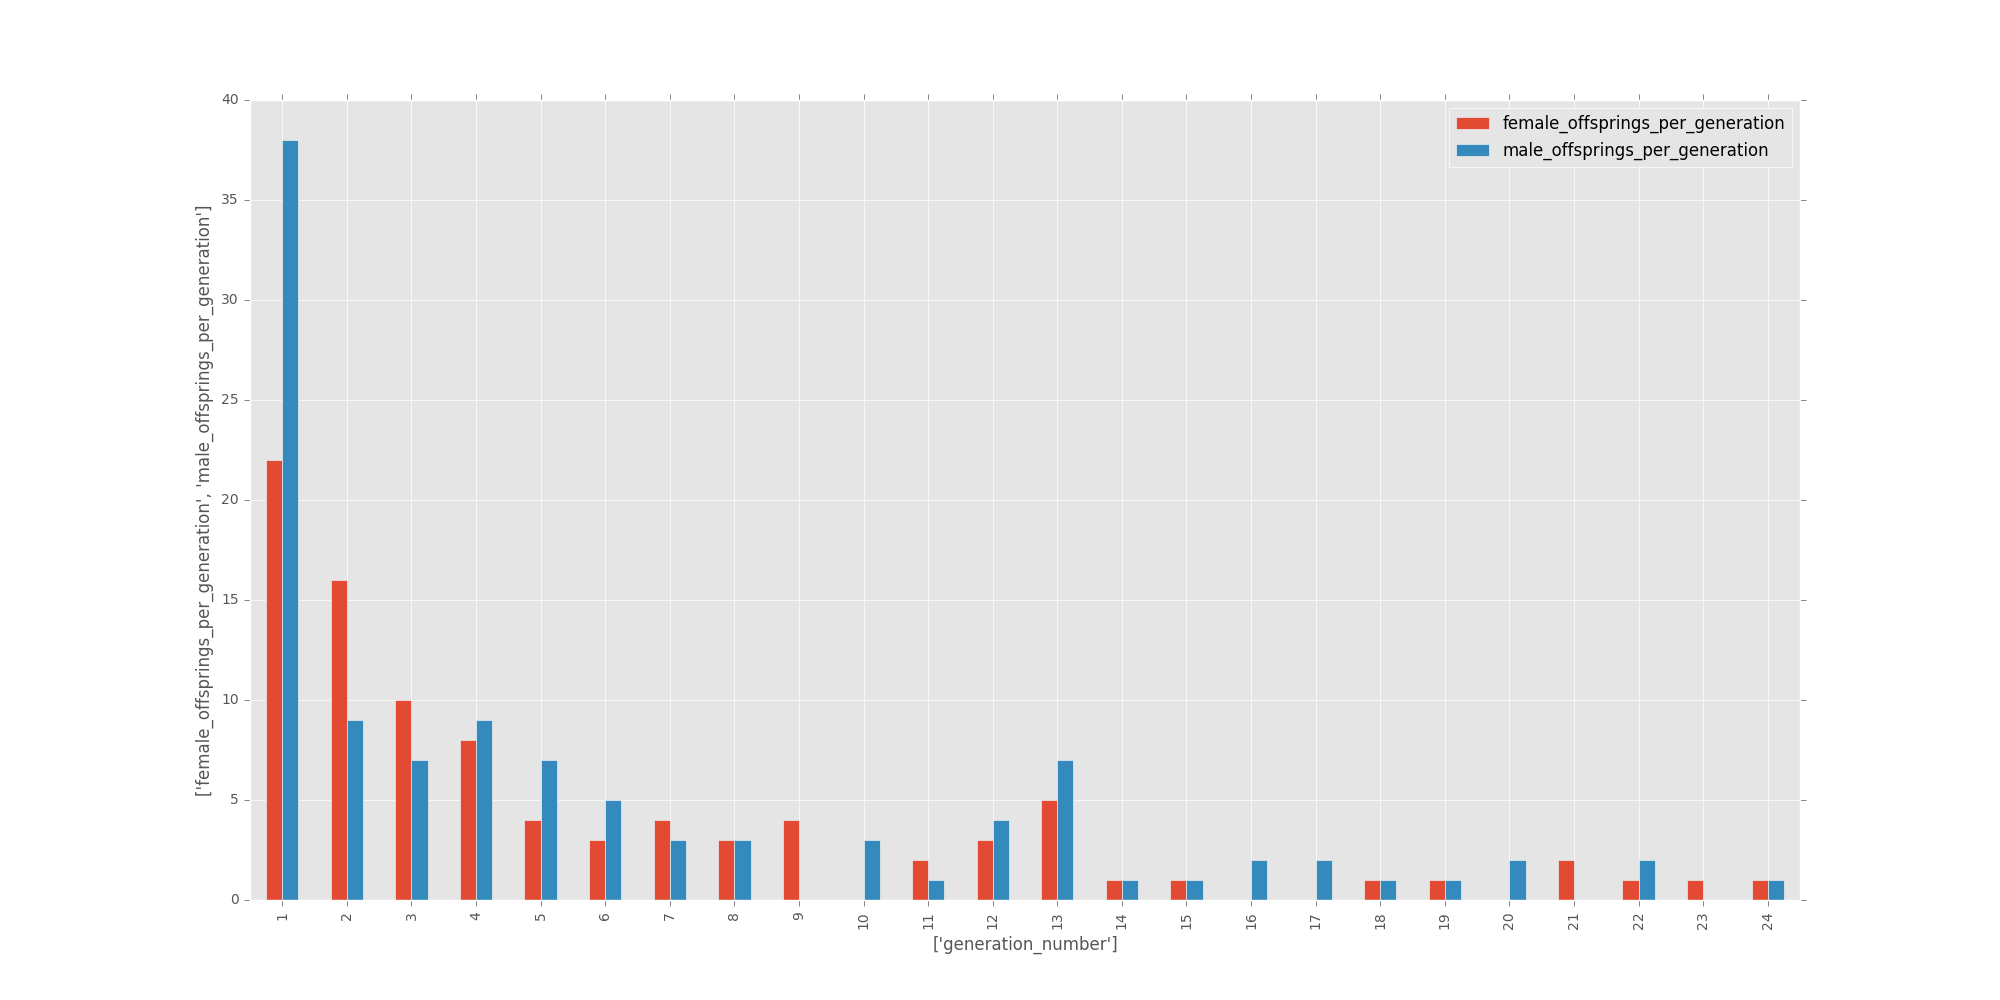 40
35
30
25
20
15
10
5
0
['female_offsprings_per_generation', 'male_offsprings_per_generation']
female_offsprings_per_generation
male_offsprings_per_generation
1 2 3 4 5 6 7 8 9 10 11 12 13 14 15 16 17 18 19 20 21 22 23 24
['generation_number']